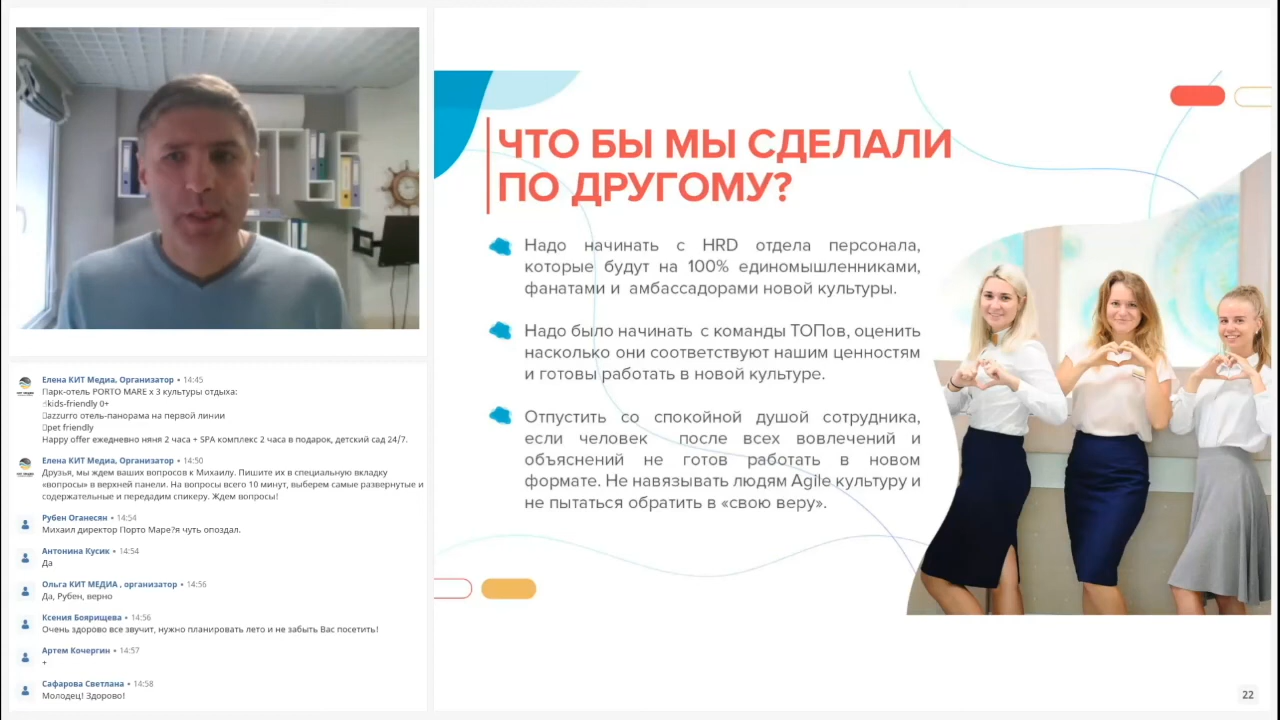 ЧТО БЫ МЫ СДЕЛАЛИ
ПО ДРУГОМУ?
Надо начинать с HRD отдела персонала,
которые будут на 100% единомышленниками,
фанатами и амбассадорами новой культуры.
Надо было начинать с команды ТОПов, оценить
насколько они соответствуют нашим ценностям
и готовы работать в новой культуре.
Отпустить со спокойной душой сотрудника,
если человек после всех вовлечений и
объяснений не готов работать в новом
формате. Не навязывать людям Agile культуру и
не пытаться обратить в «свою веру».
22
Елена КИТ Медиа, Организатор • 14:45
Парк-отель PORTO MARE x 3 культуры отдыха:
kids-friendly 0+
azzurro отель-панорама на первой линии
pet friendly
Happy offer ежедневно няня 2 часа + SPA комплекс 2 часа в подарок, детский сад 24/7.
Елена КИТ Медиа, Организатор • 14:50
Друзья, мы ждем ваших вопросов к Михаилу. Пишите их в специальную вкладку
«вопросы» в верхней панели. На вопросы всего 10 минут, выберем самые развернутые и
содержательные и передадим спикеру. Ждем вопросы!
Рубен Оганесян • 14:54
Михаил директор Порто Маре?я чуть опоздал.
Антонина Кусик • 14:54
Да
Ольга КИТ МЕДИА , организатор • 14:56
Да, Рубен, верно
Ксения Бояринцева • 14:56
Очень здорово все звучит, нужно планировать лето и не забыть Вас посетить!
Артем Кочергин • 14:57
+
Сафарова Светлана • 14:58
Молодец! Здорово!